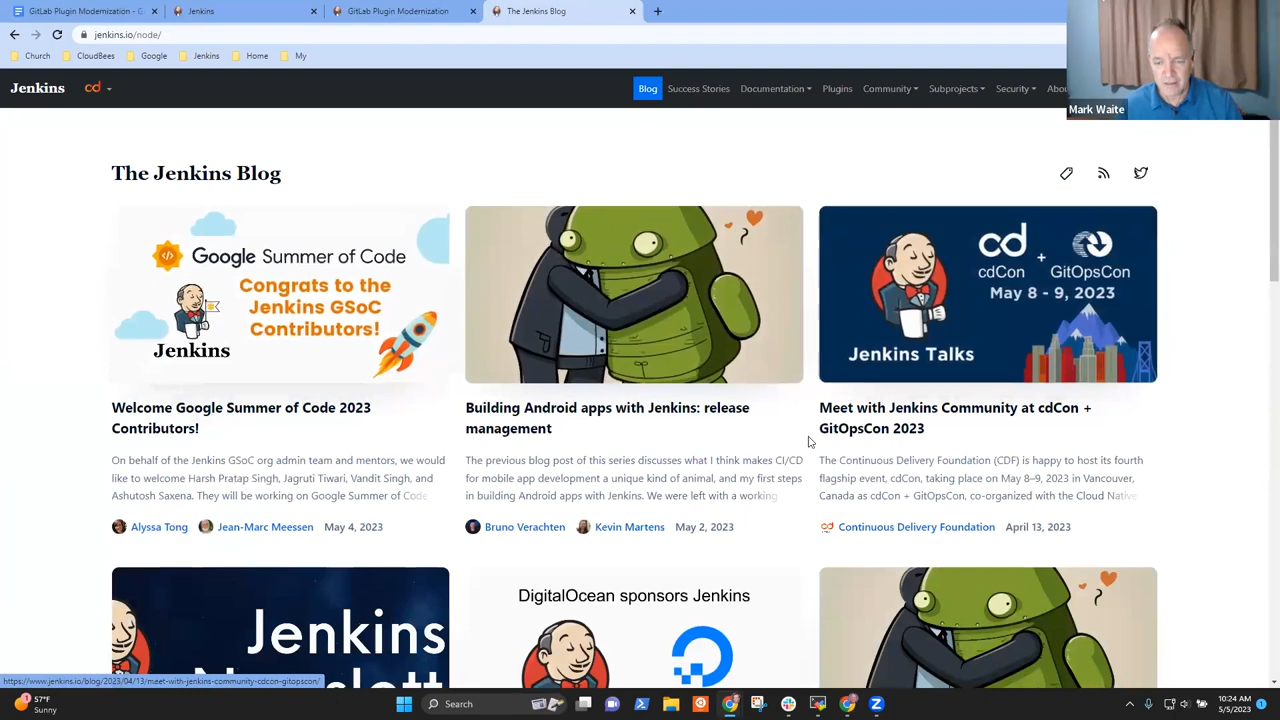 GitLab Plugin Modernization - G
Jenkins
GitLab Plugin Modernization
The Jenkins Blog
jenkins.io/node/
Church
CloudBees
Google
Jenkins
Home
My
Mark Waite
Jenkins
cd
Blog
Success Stories
Documentation
Plugins
Community
Subprojects
Security
Abou
The Jenkins Blog
Google Summer of Code
Congrats to the
Jenkins GSoC
Contributors!
Jenkins
cd
cdCon
+
GitOpsCon
May 8 - 9, 2023
Jenkins Talks
Welcome Google Summer of Code 2023
Contributors!
On behalf of the Jenkins GSoC org admin team and mentors, we would
like to welcome Harsh Pratap Singh, Jagruti Tiwari, Vandit Singh, and
Ashutosh Saxena. They will be working on Google Summer of Code
Alyssa Tong
Jean-Marc Meessen
May 4, 2023
Building Android apps with Jenkins: release
management
The previous blog post of this series discusses what I think makes CI/CD
for mobile app development a unique kind of animal, and my first steps
in building Android apps with Jenkins. We were left with a working
Bruno Verachten
Kevin Martens
May 2, 2023
Meet with Jenkins Community at cdCon +
GitOpsCon 2023
The Continuous Delivery Foundation (CDF) is happy to host its fourth
flagship event, cdCon, taking place on May 8–9, 2023 in Vancouver,
Canada as cdCon + GitOpsCon, co-organized with the Cloud Native
Continuous Delivery Foundation
April 13, 2023
Jenkins
Newslett
DigitalOcean sponsors Jenkins
https://www.jenkins.io/blog/2023/04/13/meet-with-jenkins-community-cdcon-gitopscon/
1
57°F
Sunny
Search
10:24 AM
5/5/2023